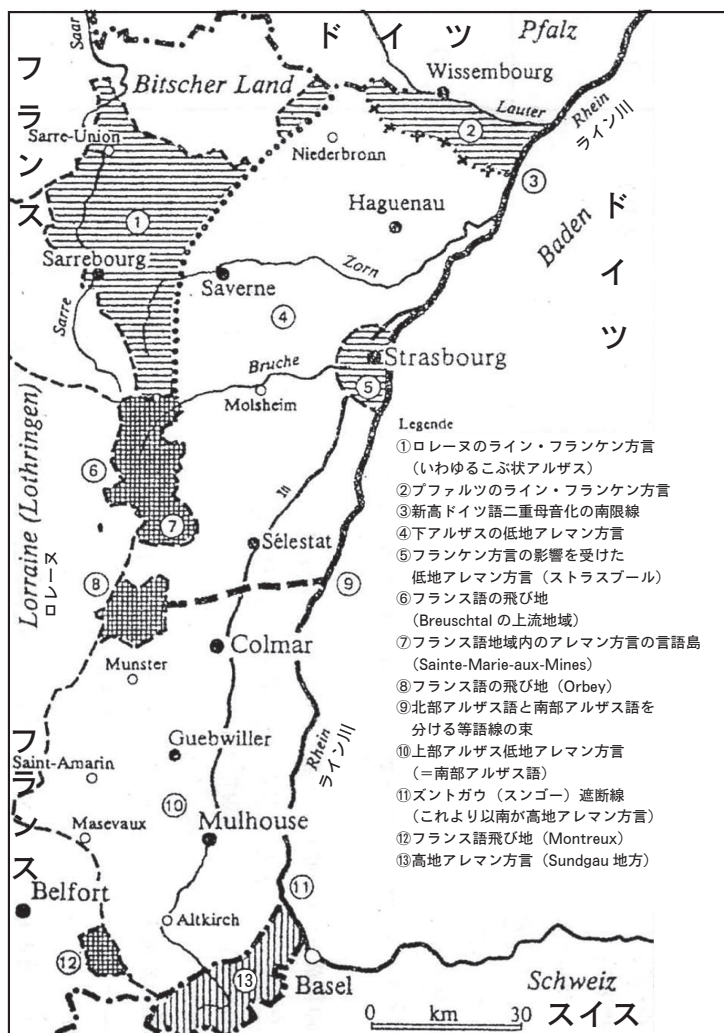 ドイツ
Pfalz
Saar
フランス
Bitscher Land
Wissembourg
Lauter
Rhein
ライン川
②
Sarre-Union
Niederbronn
③
①
Haguenau
Baden
ドイツ
Sarrebourg
Saverne
Zorn
Sarre
④
Strasbourg
Bruche
Molsheim
⑤
Lorraine (Lothringen)
ロレーヌ
⑥
⑦
Ill
Sélestat
⑧
⑨
Colmar
Munster
フランス
Guebwiller
Rhein
ライン川
Saint-Amarin
⑩
Masevaux
Mulhouse
Belfort
⑪
Altkirch
⑫
⑬
Basel
Schweiz
スイス
0 km 30
Legende
①ロレーヌのライン・フランケン方言
（いわゆるこぶ状アルザス）
②プファルツのライン・フランケン方言
③新高ドイツ語二重母音化の南限線
④下アルザスの低地アレマン方言
⑤フランケン方言の影響を受けた
低地アレマン方言（ストラスブール）
⑥フランス語の飛び地
（Breuschtal の上流地域）
⑦フランス語地域内のアレマン方言の言語島
（Sainte-Marie-aux-Mines）
⑧フランス語の飛び地（Orbey）
⑨北部アルザス語と南部アルザス語を
分ける等語線の束
⑩上部アルザス低地アレマン方言
（＝南部アルザス語）
⑪ズントガウ（スンゴー）遮断線
（これより以南が高地アレマン方言）
⑫フランス語飛び地（Montreux）
⑬高地アレマン方言（Sundgau 地方）